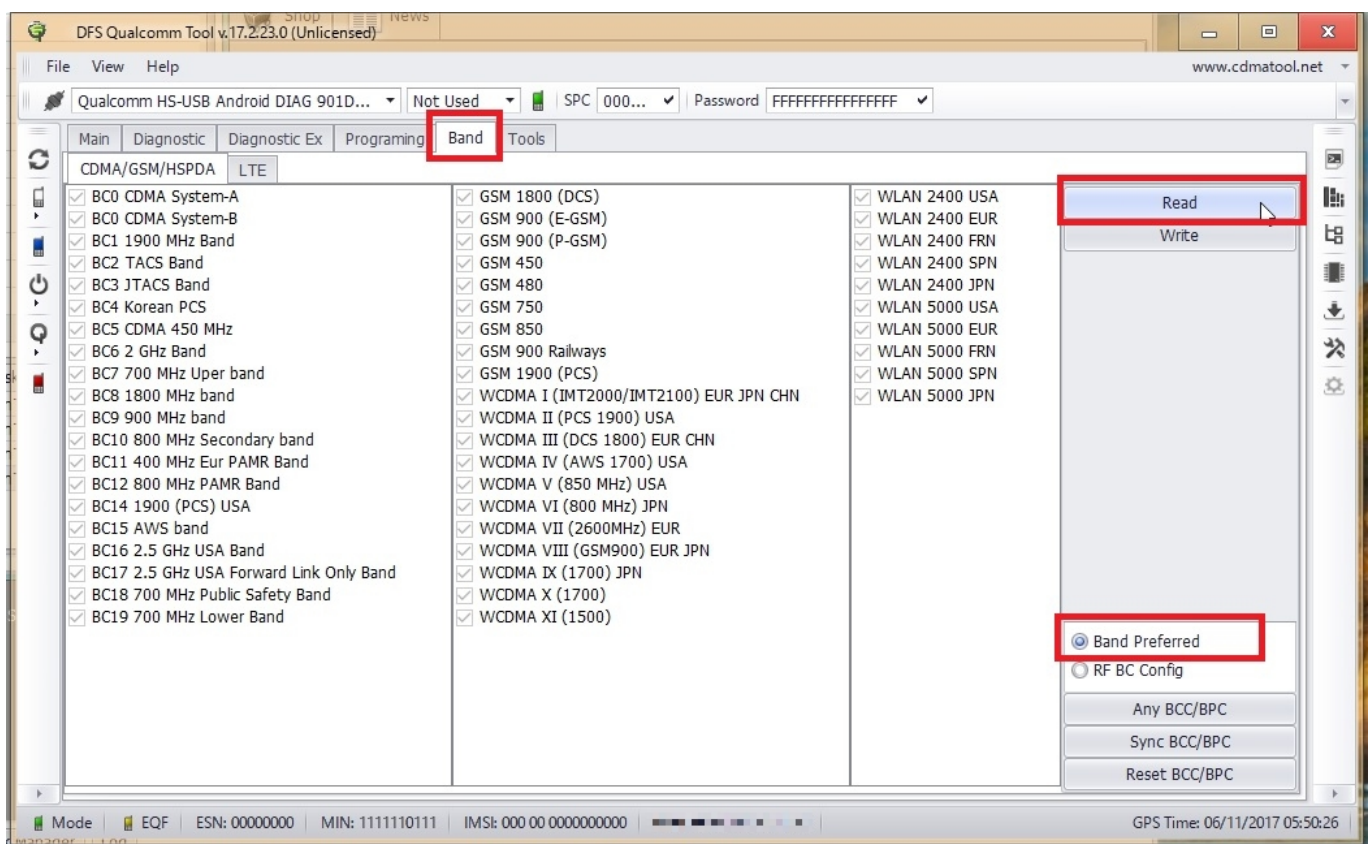 Shop News
DFS Qualcomm Tool v.17.2.23.0 (Unlicensed)
File View Help www.cdmatool.net
Qualcomm HS-USB Android DIAG 901D... Not Used SPC 000... Password FFFFFFFFFFFFFFFF
Main Diagnostic Diagnostic Ex Programing Band Tools
CDMA/GSM/HSPDA LTE
BC0 CDMA System-A
BC0 CDMA System-B
BC1 1900 MHz Band
BC2 TACS Band
BC3 JTACS Band
BC4 Korean PCS
BC5 CDMA 450 MHz
BC6 2 GHz Band
BC7 700 MHz Uper band
BC8 1800 MHz band
BC9 900 MHz band
BC10 800 MHz Secondary band
BC11 400 MHz Eur PAMR Band
BC12 800 MHz PAMR Band
BC14 1900 (PCS) USA
BC15 AWS band
BC16 2.5 GHz USA Band
BC17 2.5 GHz USA Forward Link Only Band
BC18 700 MHz Public Safety Band
BC19 700 MHz Lower Band
GSM 1800 (DCS)
GSM 900 (E-GSM)
GSM 900 (P-GSM)
GSM 450
GSM 480
GSM 750
GSM 850
GSM 900 Railways
GSM 1900 (PCS)
WCDMA I (IMT2000/IMT2100) EUR JPN CHN
WCDMA II (PCS 1900) USA
WCDMA III (DCS 1800) EUR CHN
WCDMA IV (AWS 1700) USA
WCDMA V (850 MHz) USA
WCDMA VI (800 MHz) JPN
WCDMA VII (2600MHz) EUR
WCDMA VIII (GSM900) EUR JPN
WCDMA IX (1700) JPN
WCDMA X (1700)
WCDMA XI (1500)
WLAN 2400 USA
WLAN 2400 EUR
WLAN 2400 FRN
WLAN 2400 SPN
WLAN 2400 JPN
WLAN 5000 USA
WLAN 5000 EUR
WLAN 5000 FRN
WLAN 5000 SPN
WLAN 5000 JPN
Read
Write
Band Preferred
RF BC Config
Any BCC/BPC
Sync BCC/BPC
Reset BCC/BPC
Mode EQF ESN: 00000000 MIN: 1111110111 IMSI: 000 00 0000000000 GPS Time: 06/11/2017 05:50:26